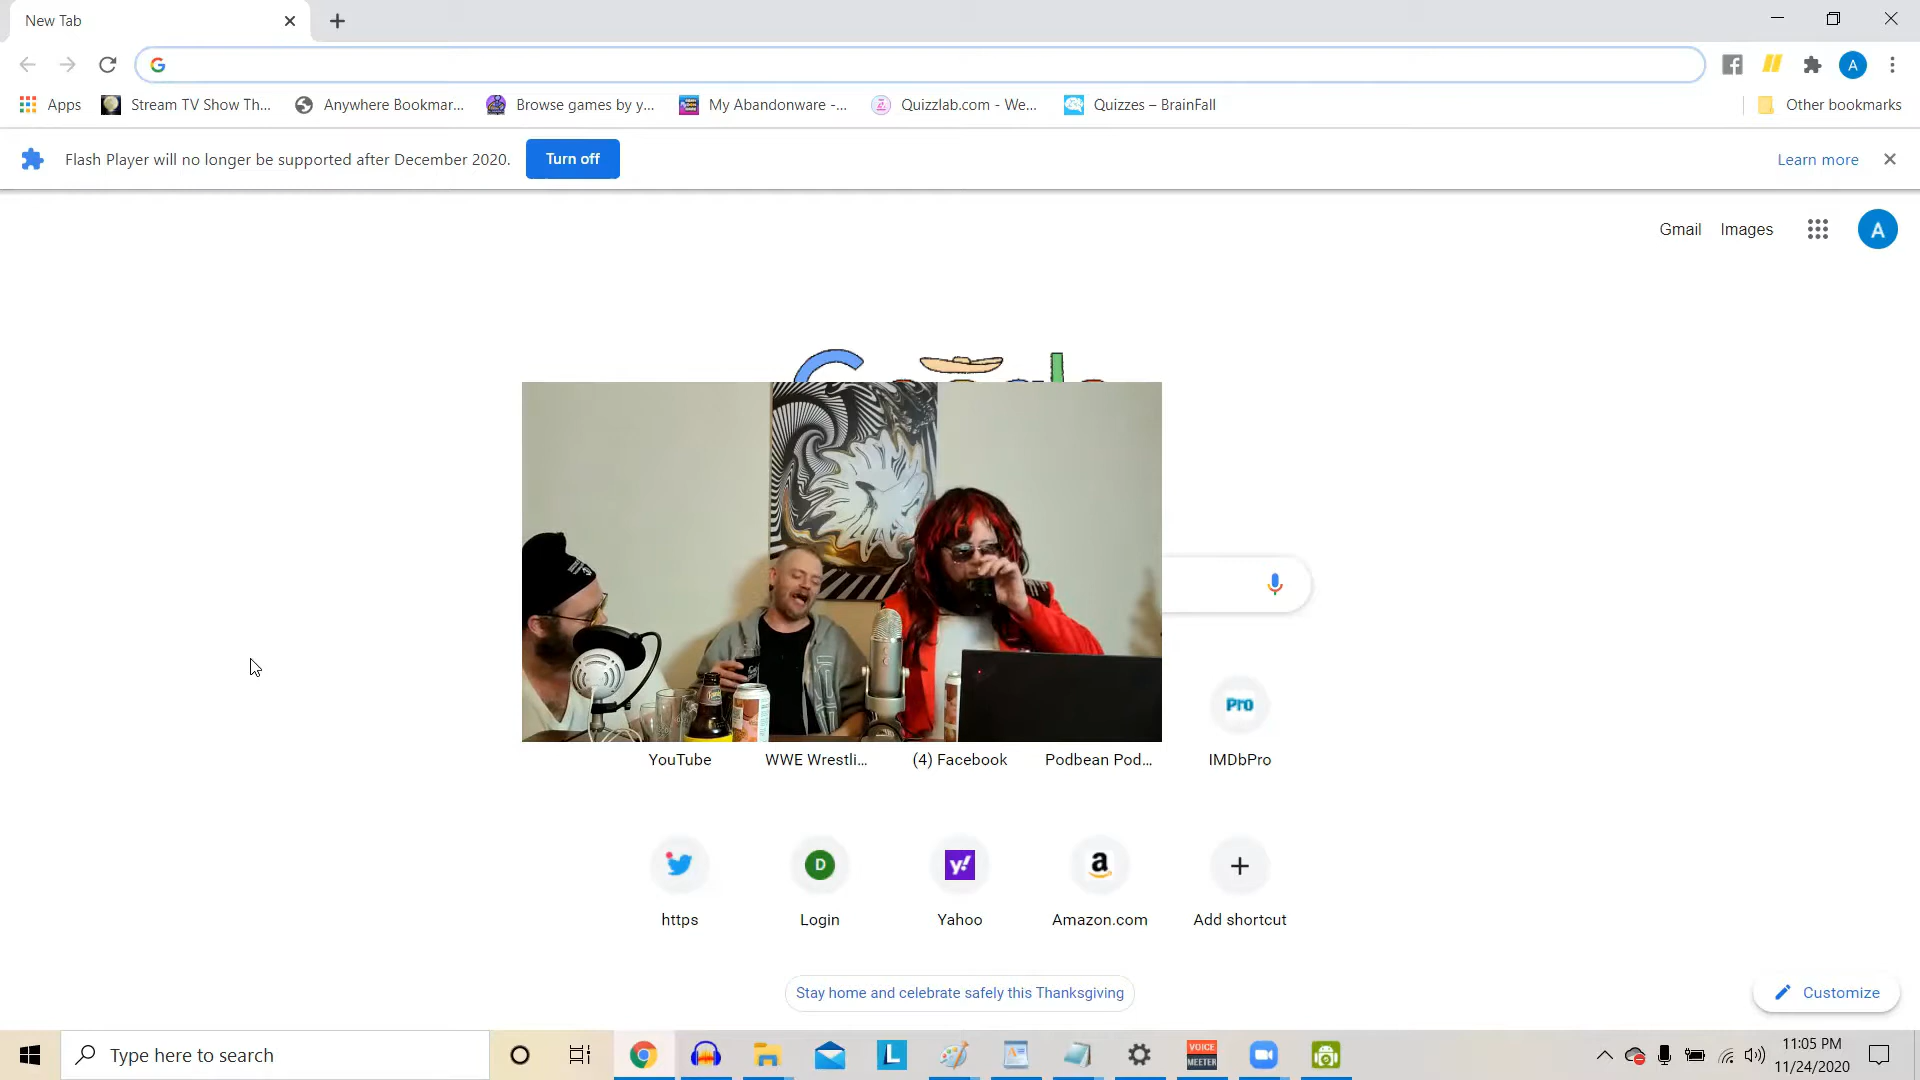 New Tab
Apps
Stream TV Show Th...
Anywhere Bookmar...
Browse games by y...
My Abandonware -...
Quizzlab.com - We...
Quizzes – BrainFall
Other bookmarks
Flash Player will no longer be supported after December 2020.
Turn off
Learn more
A
Gmail
Images
A
Pro
YouTube
WWE Wrestli...
(4) Facebook
Podbean Pod...
IMDbPro
D
y!
a
https
Login
Yahoo
Amazon.com
Add shortcut
Stay home and celebrate safely this Thanksgiving
Customize
Type here to search
L
VOICE
MEETER
11:05 PM
11/24/2020